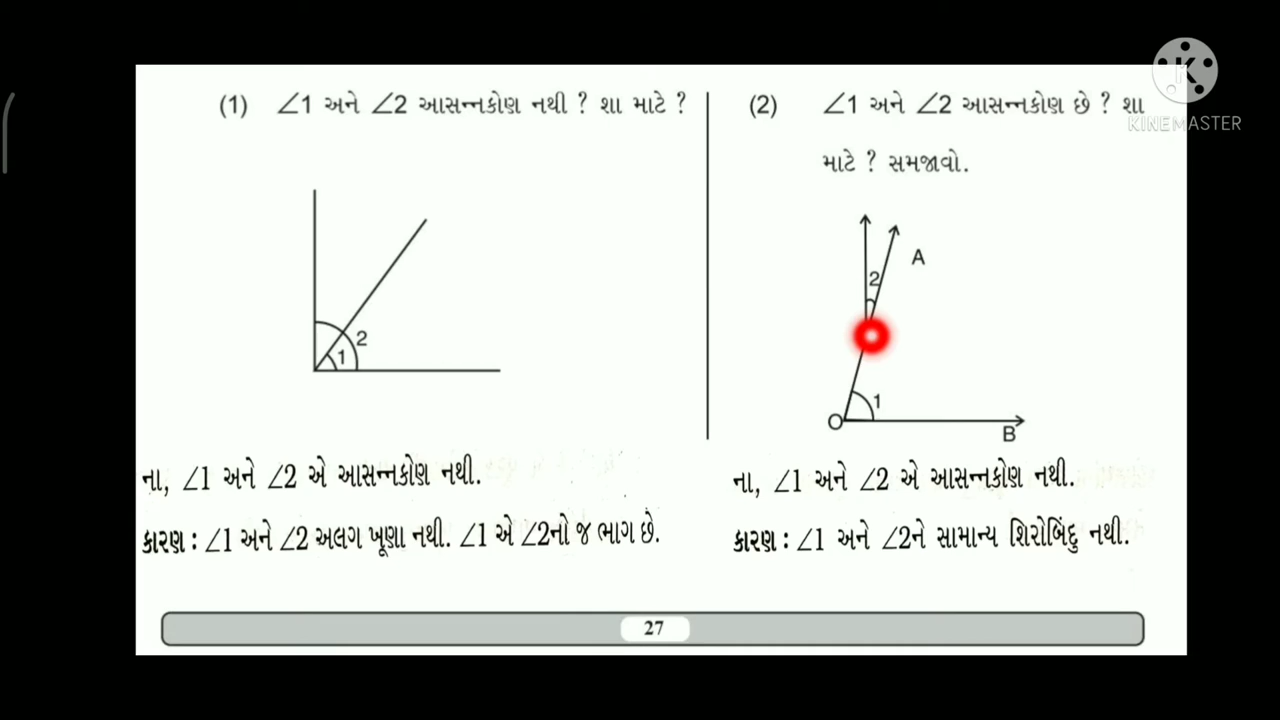 (1) ∠1 અને ∠2 આસન્નકોણ નથી ? શા માટે ?
2
1
ના, ∠1 અને ∠2 એ આસન્નકોણ નથી.
કારણ : ∠1 અને ∠2 અલગ ખૂણા નથી. ∠1 એ ∠2નો જ ભાગ છે.
(2) ∠1 અને ∠2 આસન્નકોણ છે ? શા
માટે ? સમજાવો.
A
2
1
O
B
ના, ∠1 અને ∠2 એ આસન્નકોણ નથી.
કારણ : ∠1 અને ∠2ને સામાન્ય શિરોબિંદુ નથી.
27
K
KINEMASTER